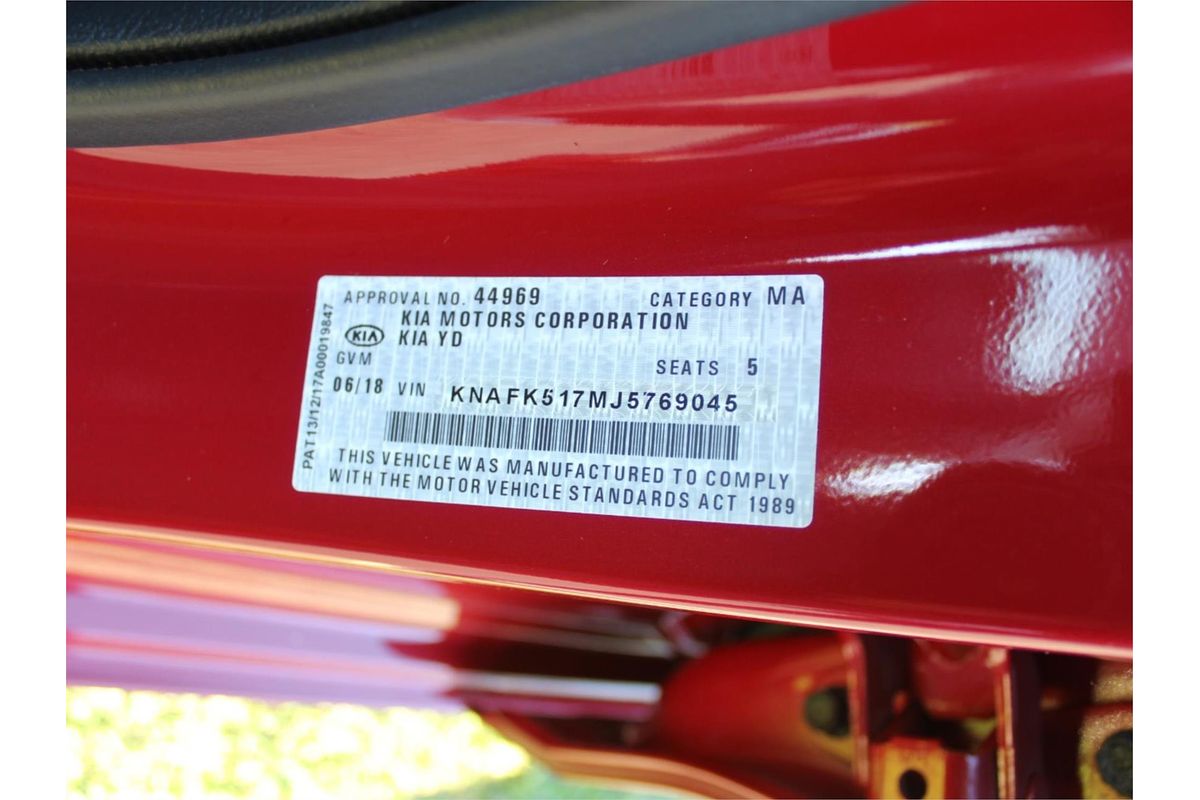 APPROVAL NO. 44969 CATEGORY MA
KIA MOTORS CORPORATION
KIA KIA YD
GVM SEATS 5
06/18 VIN KNAFK517MJ5769045
THIS VEHICLE WAS MANUFACTURED TO COMPLY
WITH THE MOTOR VEHICLE STANDARDS ACT 1989
PAT13/12/17A00019847